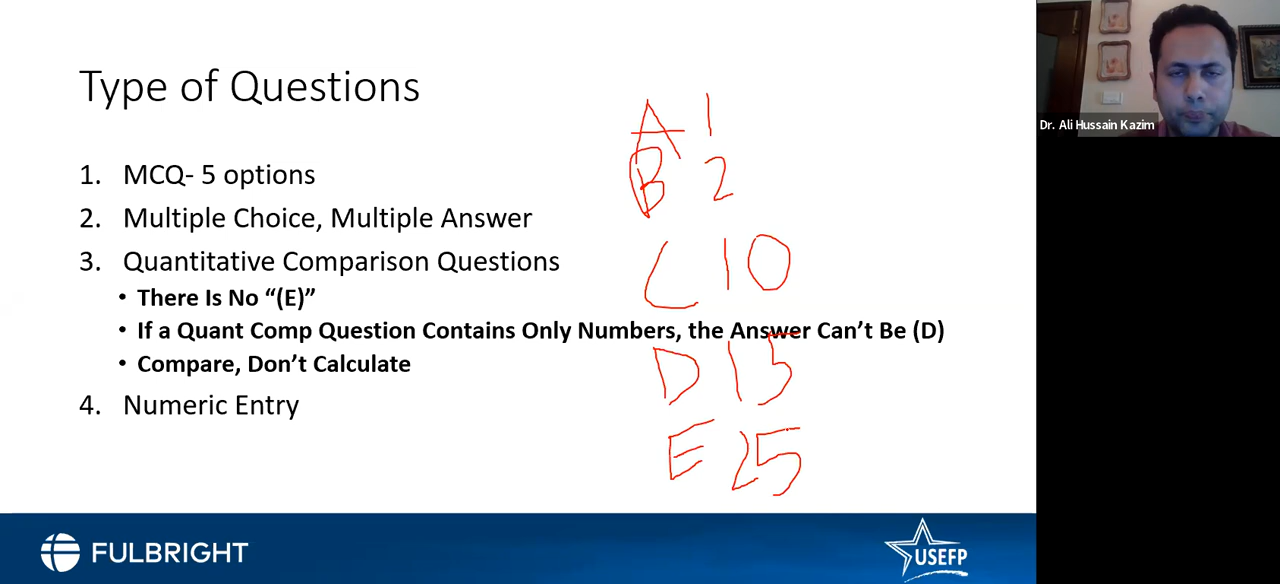 Type of Questions
1. MCQ- 5 options
2. Multiple Choice, Multiple Answer
3. Quantitative Comparison Questions
• There Is No “(E)”
• If a Quant Comp Question Contains Only Numbers, the Answer Can’t Be (D)
• Compare, Don’t Calculate
4. Numeric Entry
A 1
B 2
C 10
D 15
E 25
Dr. Ali Hussain Kazim
FULBRIGHT
USEFP